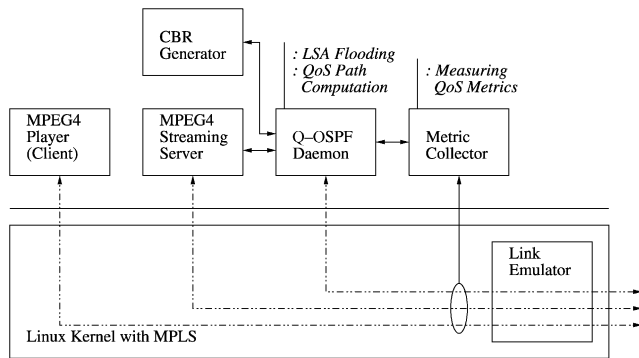 CBR
Generator
: LSA Flooding
: QoS Path
Computation
: Measuring
QoS Metrics
MPEG4
Player
(Client)
MPEG4
Streaming
Server
Q–OSPF
Daemon
Metric
Collector
Link
Emulator
Linux Kernel with MPLS